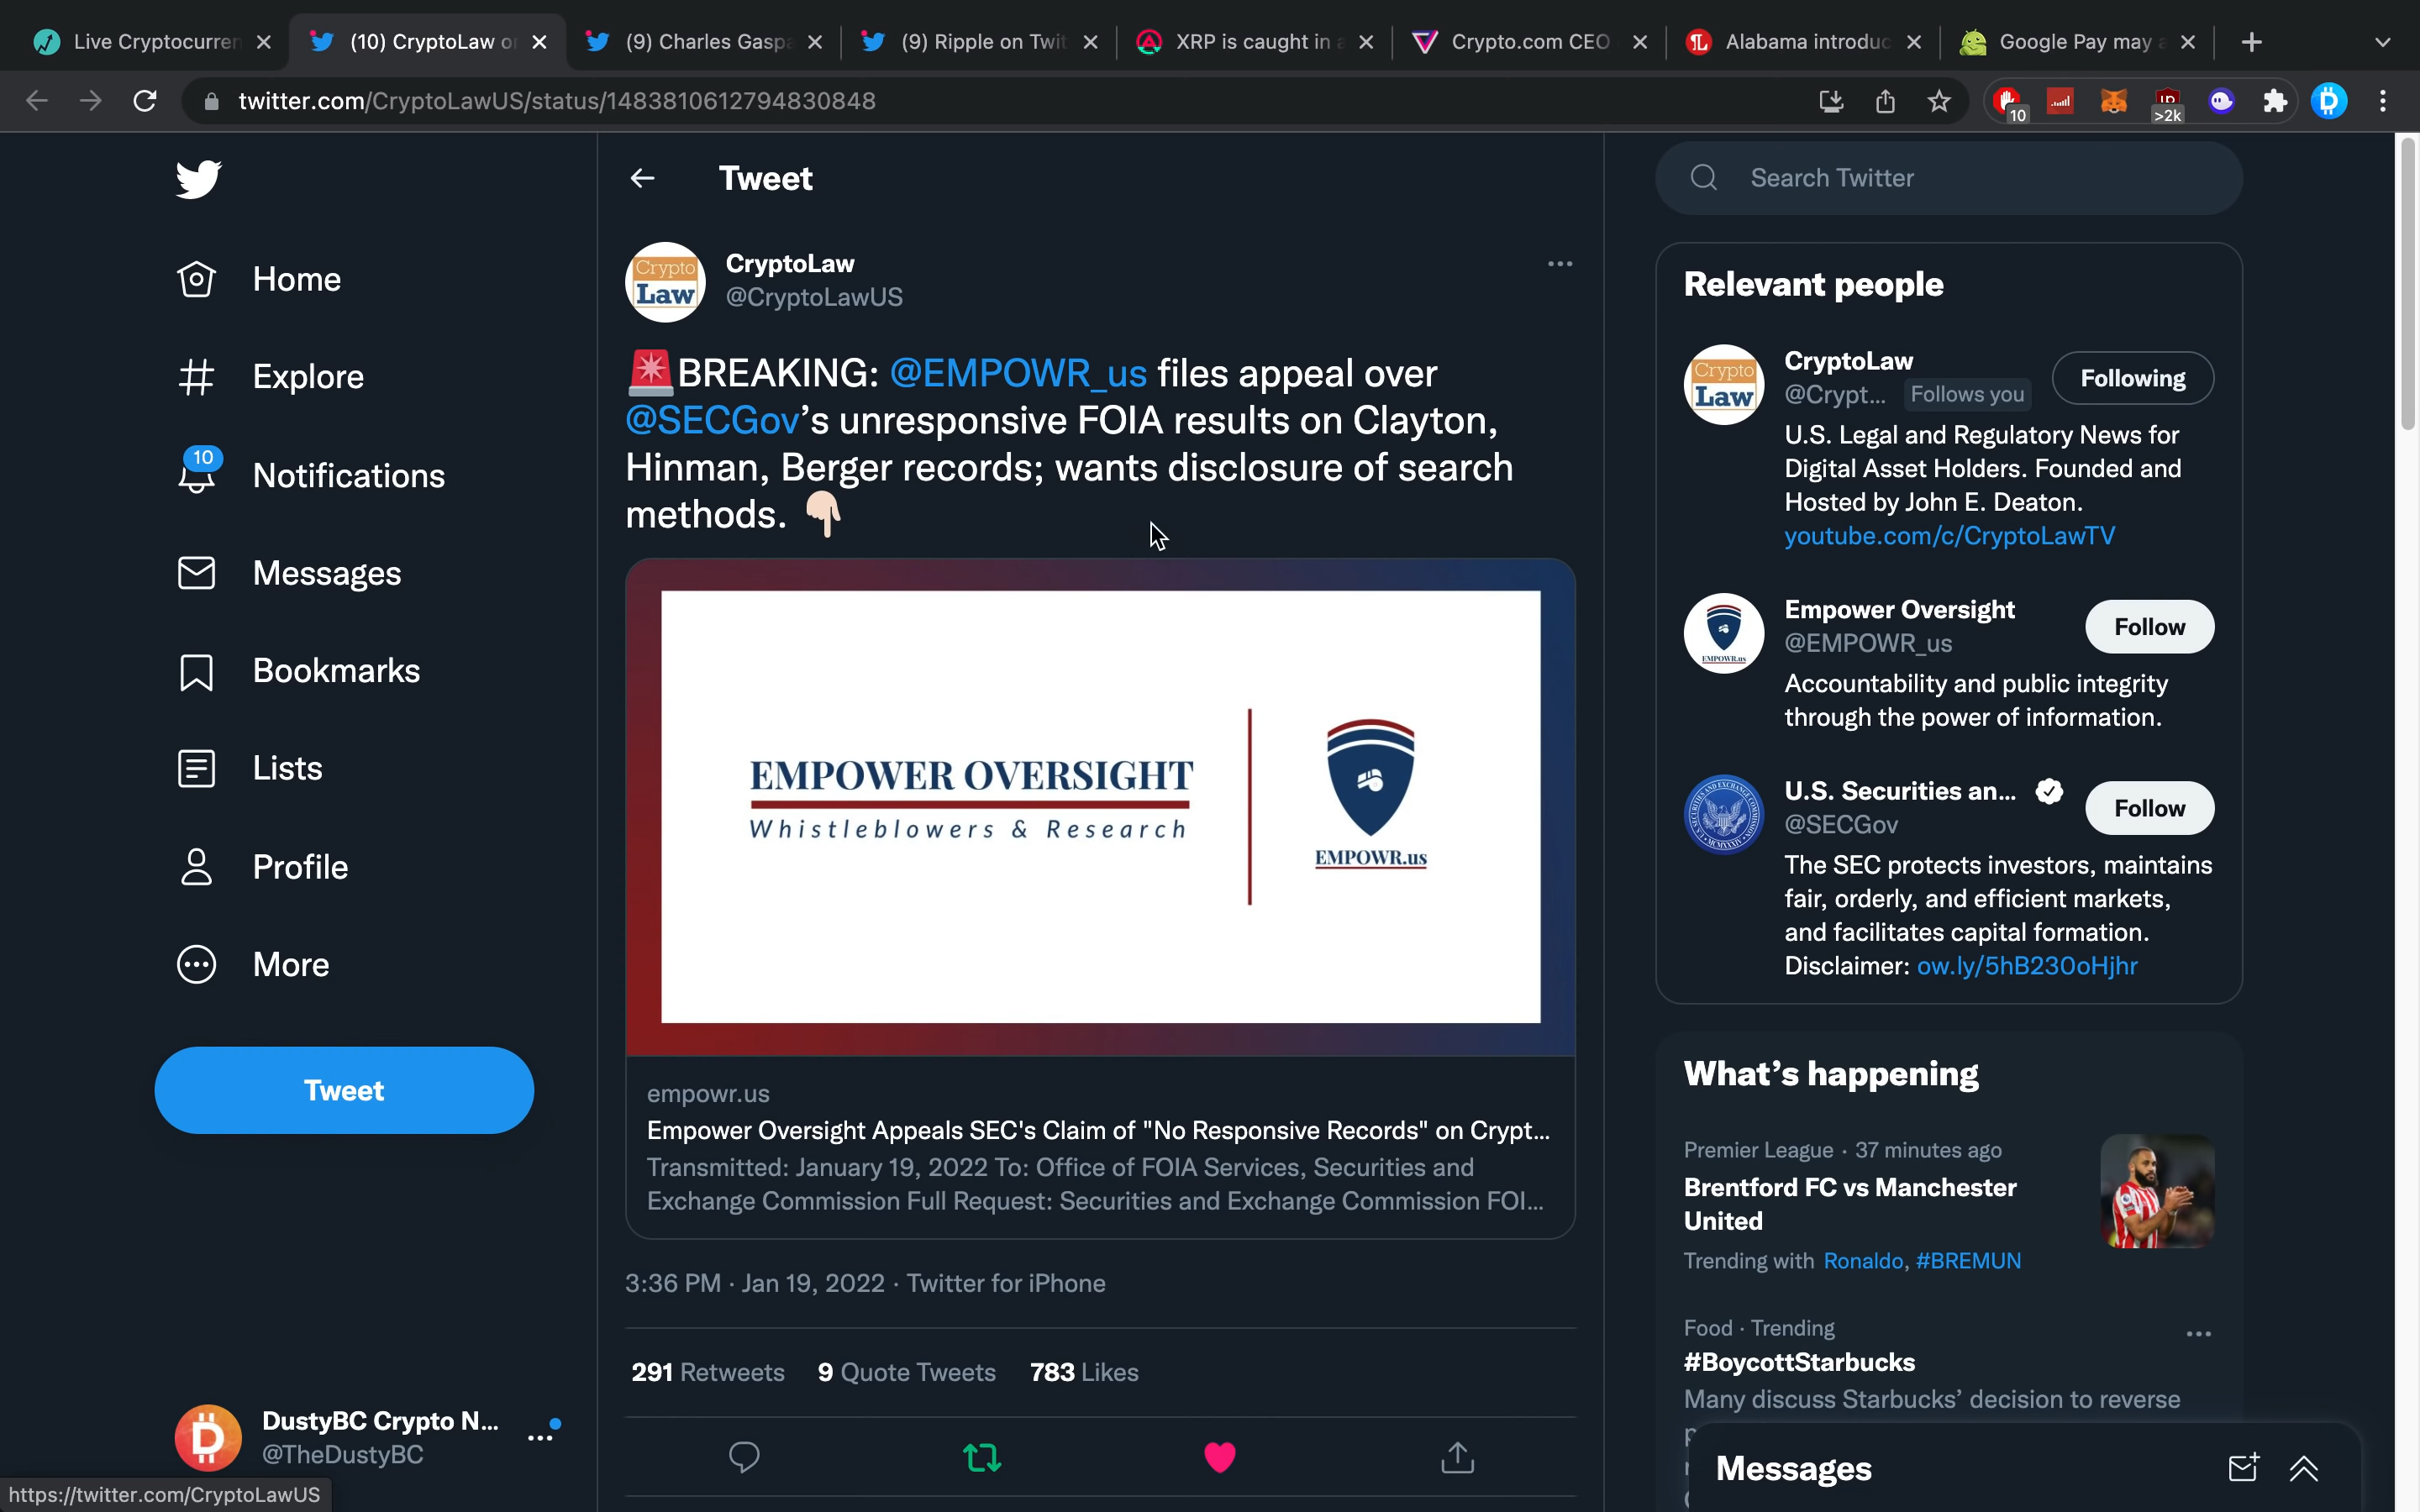 Live Cryptocurren
(10) CryptoLaw o
(9) Charles Gaspa
(9) Ripple on Twit
XRP is caught in a
Crypto.com CEO
Alabama introduc
Google Pay may a
twitter.com/CryptoLawUS/status/1483810612794830848
10
>2k
Home
Explore
10
Notifications
Messages
Bookmarks
Lists
Profile
More
Tweet
DustyBC Crypto N...
@TheDustyBC
https://twitter.com/CryptoLawUS
Tweet
Crypto
Law
CryptoLaw
@CryptoLawUS
🚨BREAKING: @EMPOWR_us files appeal over
@SECGov’s unresponsive FOIA results on Clayton,
Hinman, Berger records; wants disclosure of search
methods. 👇🏻
EMPOWER OVERSIGHT
Whistleblowers & Research
EMPOWR.us
empowr.us
Empower Oversight Appeals SEC's Claim of "No Responsive Records" on Crypt...
Transmitted: January 19, 2022 To: Office of FOIA Services, Securities and
Exchange Commission Full Request: Securities and Exchange Commission FOI...
3:36 PM · Jan 19, 2022 · Twitter for iPhone
291 Retweets 9 Quote Tweets 783 Likes
Search Twitter
Relevant people
Crypto
Law
CryptoLaw
@Crypt... Follows you
Following
U.S. Legal and Regulatory News for
Digital Asset Holders. Founded and
Hosted by John E. Deaton.
youtube.com/c/CryptoLawTV
EMPOWR.us
Empower Oversight
@EMPOWR_us
Follow
Accountability and public integrity
through the power of information.
U.S. Securities an...
@SECGov
Follow
The SEC protects investors, maintains
fair, orderly, and efficient markets,
and facilitates capital formation.
Disclaimer: ow.ly/5hB230oHjhr
What’s happening
Premier League · 37 minutes ago
Brentford FC vs Manchester
United
Trending with Ronaldo, #BREMUN
Food · Trending
#BoycottStarbucks
Many discuss Starbucks’ decision to reverse
Messages